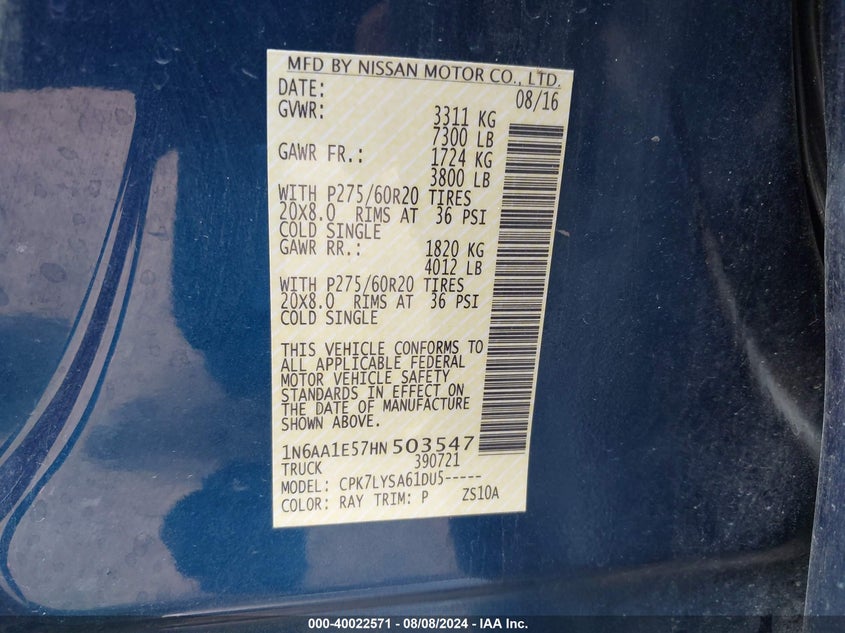 MFD BY NISSAN MOTOR CO., LTD.
DATE: 08/16
GVWR: 3311 KG
7300 LB
GAWR FR.: 1724 KG
3800 LB
WITH P275/60R20 TIRES
20X8.0 RIMS AT 36 PSI
COLD SINGLE
GAWR RR.: 1820 KG
4012 LB
WITH P275/60R20 TIRES
20X8.0 RIMS AT 36 PSI
COLD SINGLE
THIS VEHICLE CONFORMS TO
ALL APPLICABLE FEDERAL
MOTOR VEHICLE SAFETY
STANDARDS IN EFFECT ON
THE DATE OF MANUFACTURE
SHOWN ABOVE.
1N6AA1E57HN503547
TRUCK 390721
MODEL: CPK7LYSA61DU5-----
COLOR: RAY TRIM: P ZS10A
000-40022571 - 08/08/2024 - IAA Inc.